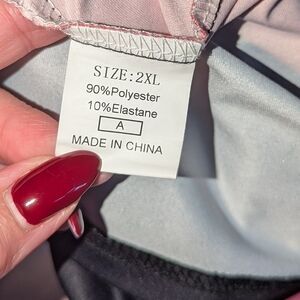 SIZE:2XL
90%Polyester
10%Elastane
A
MADE IN CHINA